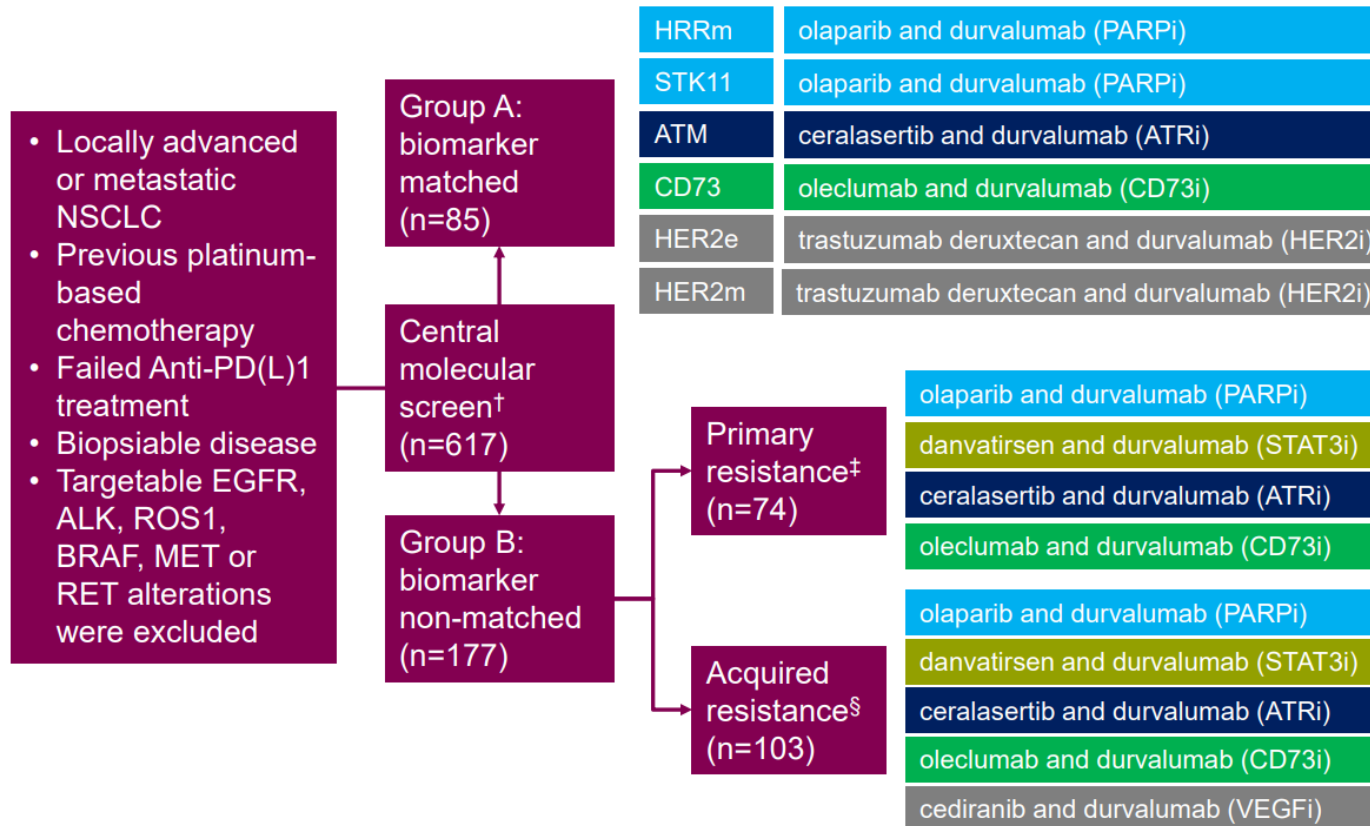 • Locally advanced
or metastatic
NSCLC
• Previous platinum-
based
chemotherapy
• Failed Anti-PD(L)1
treatment
• Biopsiable disease
• Targetable EGFR,
ALK, ROS1,
BRAF, MET or
RET alterations
were excluded
Group A:
biomarker
matched
(n=85)
Central
molecular
screen†
(n=617)
Group B:
biomarker
non-matched
(n=177)
HRRm olaparib and durvalumab (PARPi)
STK11 olaparib and durvalumab (PARPi)
ATM ceralasertib and durvalumab (ATRi)
CD73 oleclumab and durvalumab (CD73i)
HER2e trastuzumab deruxtecan and durvalumab (HER2i)
HER2m trastuzumab deruxtecan and durvalumab (HER2i)
Primary
resistance‡
(n=74)
olaparib and durvalumab (PARPi)
danvatirsen and durvalumab (STAT3i)
ceralasertib and durvalumab (ATRi)
oleclumab and durvalumab (CD73i)
Acquired
resistance§
(n=103)
olaparib and durvalumab (PARPi)
danvatirsen and durvalumab (STAT3i)
ceralasertib and durvalumab (ATRi)
oleclumab and durvalumab (CD73i)
cediranib and durvalumab (VEGFi)